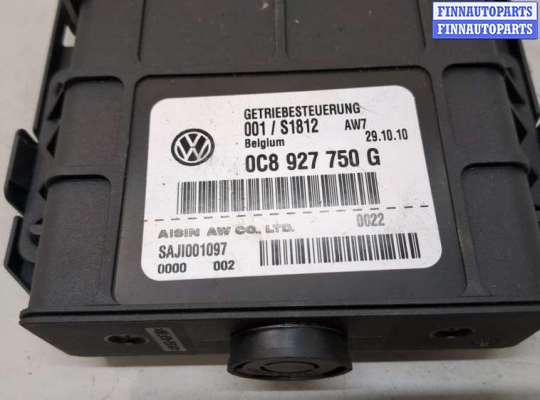 FINNAUTOPARTS
FINNAUTOPARTS
GETRIEBESTEUERUNG
001 / S1812 AW7 29.10.10
Belgium
0C8 927 750 G
AISIN AW CO., LTD. 0022
SAJI001097
0000 002